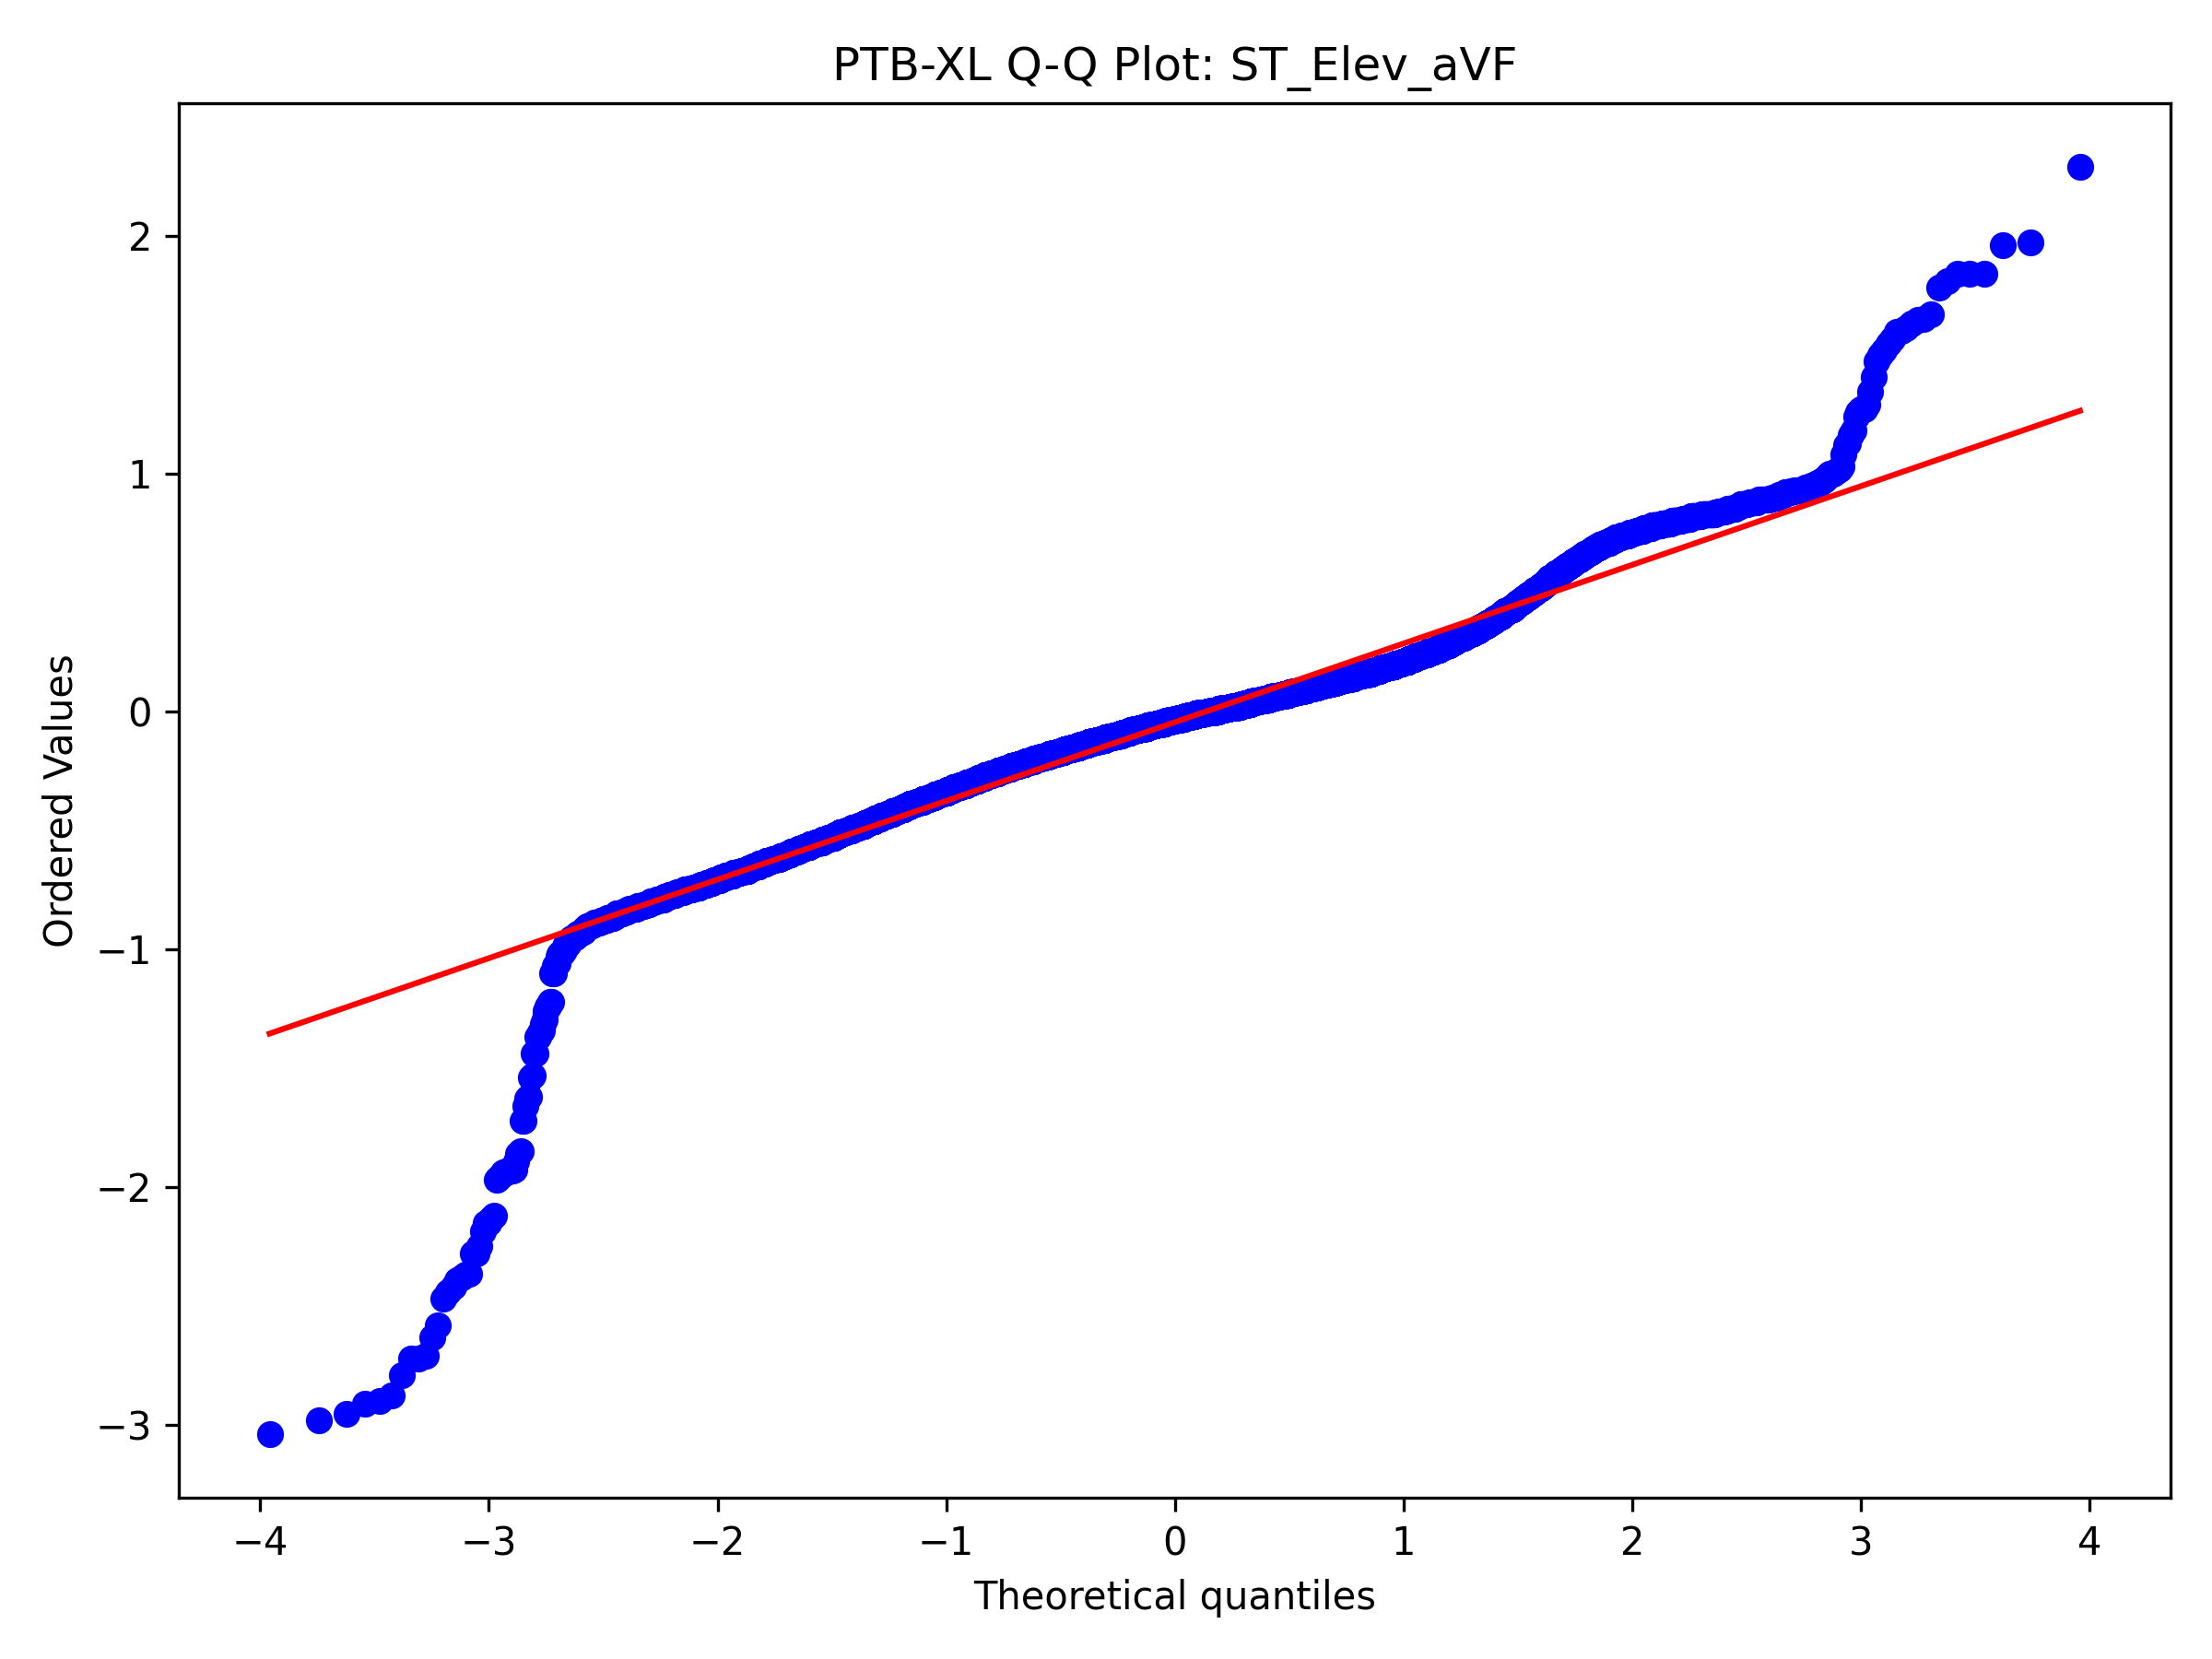 PTB-XL Q-Q Plot: ST_Elev_aVF
Ordered Values
2
1
0
−1
−2
−3
−4 −3 −2 −1 0 1 2 3 4
Theoretical quantiles